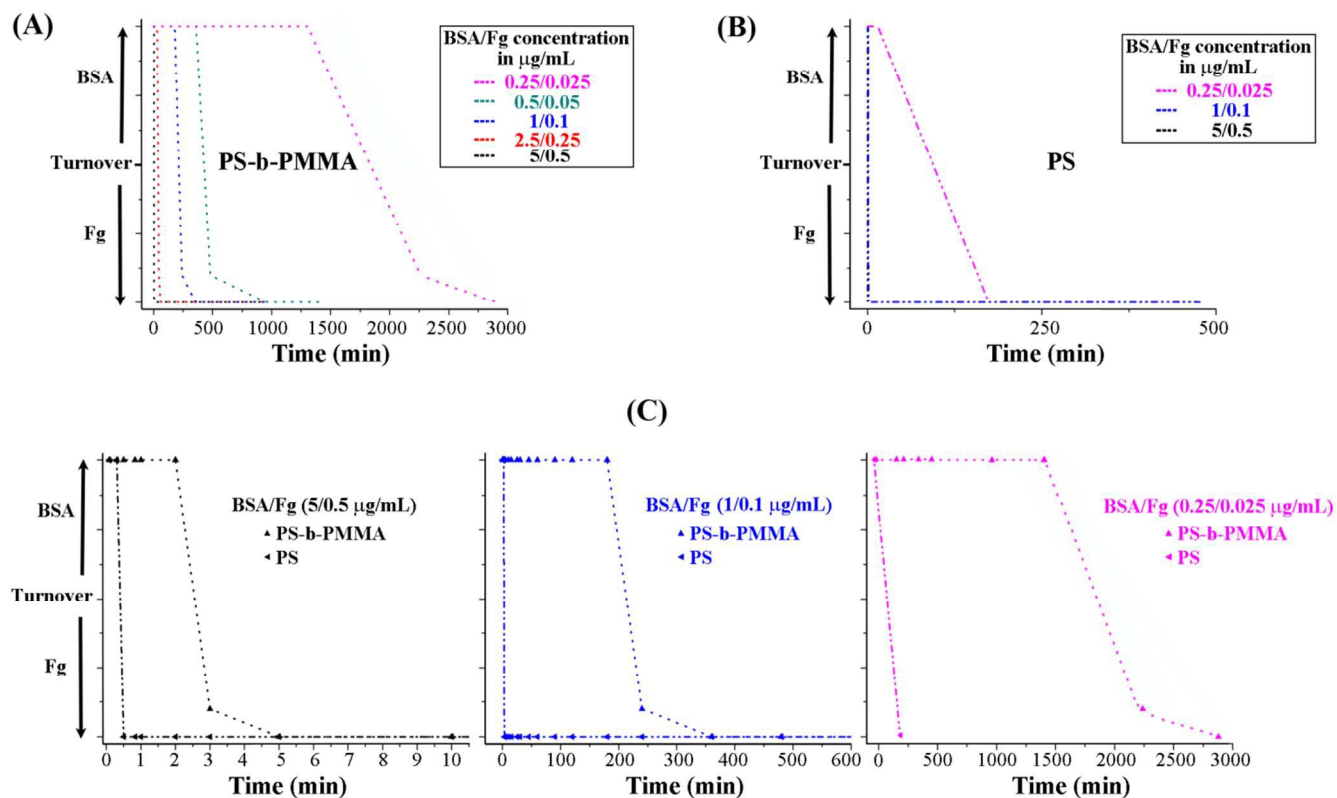 (A)
BSA
Turnover
Fg
BSA/Fg concentration
in μg/mL
0.25/0.025
0.5/0.05
1/0.1
2.5/0.25
5/0.5
PS-b-PMMA
0 500 1000 1500 2000 2500 3000
Time (min)
(B)
BSA
Turnover
Fg
BSA/Fg concentration
in μg/mL
0.25/0.025
1/0.1
5/0.5
PS
0 250 500
Time (min)
(C)
BSA
Turnover
Fg
BSA/Fg (5/0.5 μg/mL)
PS-b-PMMA
PS
0 1 2 3 4 5 6 7 8 9 10
Time (min)
BSA/Fg (1/0.1 μg/mL)
PS-b-PMMA
PS
0 100 200 300 400 500 600
Time (min)
BSA/Fg (0.25/0.025 μg/mL)
PS-b-PMMA
PS
0 500 1000 1500 2000 2500 3000
Time (min)